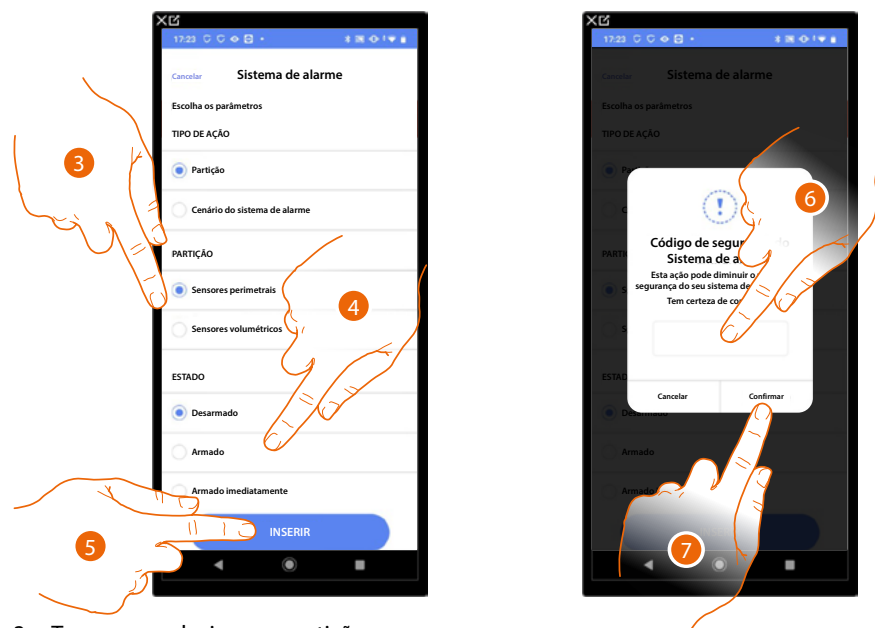 17:23
Cancelar Sistema de alarme
Escolha os parâmetros
TIPO DE AÇÃO
Partição
Cenário do sistema de alarme
PARTIÇÃO
Sensores perimetrais
Sensores volumétricos
ESTADO
Desarmado
Armado
Armado imediatamente
INSERIR
3
4
5
17:23
Cancelar Sistema de alarme
Escolha os parâmetros
TIPO DE AÇÃO
Código de
Sistema de
Esta ação pode diminuir o
segurança do seu sistema de
Tem certeza de
Cancelar Confirmar
ESTAD
Desarmado
Armado
6
7